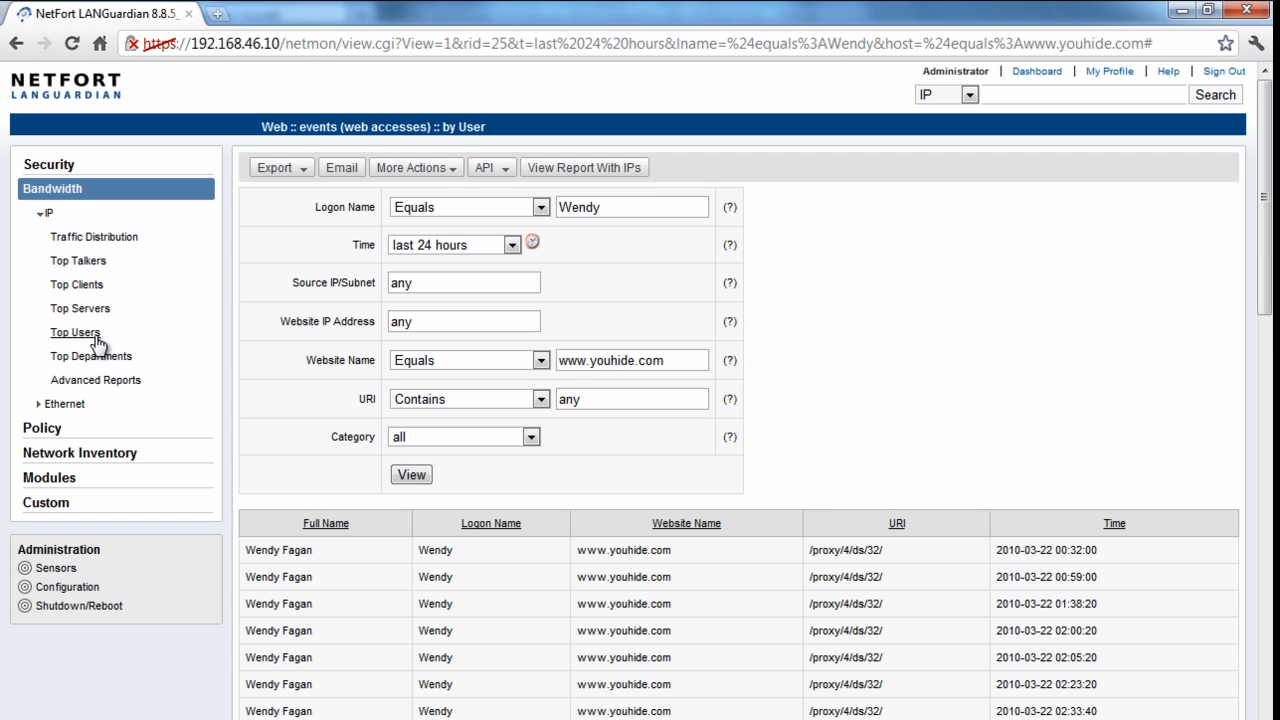 NetFort LANGuardian 8.8.5_
https://192.168.46.10/netmon/view.cgi?View=1&rid=25&t=last%2024%20hours&lname=%24equals%3AWendy&host=%24equals%3Awww.youhide.com#
NETFORT
LANGUARDIAN
Administrator | Dashboard | My Profile | Help | Sign Out
IP Search
Web :: events (web accesses) :: by User
Security
Bandwidth
IP
Traffic Distribution
Top Talkers
Top Clients
Top Servers
Top Users
Top Departments
Advanced Reports
Ethernet
Policy
Network Inventory
Modules
Custom
Administration
Sensors
Configuration
Shutdown/Reboot
Export Email More Actions API View Report With IPs
Logon Name Equals Wendy (?)
Time last 24 hours (?)
Source IP/Subnet any (?)
Website IP Address any (?)
Website Name Equals www.youhide.com (?)
URI Contains any (?)
Category all (?)
View
Full Name Logon Name Website Name URI Time
Wendy Fagan Wendy www.youhide.com /proxy/4/ds/32/ 2010-03-22 00:32:00
Wendy Fagan Wendy www.youhide.com /proxy/4/ds/32/ 2010-03-22 00:59:00
Wendy Fagan Wendy www.youhide.com /proxy/4/ds/32/ 2010-03-22 01:38:20
Wendy Fagan Wendy www.youhide.com /proxy/4/ds/32/ 2010-03-22 02:00:20
Wendy Fagan Wendy www.youhide.com /proxy/4/ds/32/ 2010-03-22 02:05:20
Wendy Fagan Wendy www.youhide.com /proxy/4/ds/32/ 2010-03-22 02:23:20
Wendy Fagan Wendy www.youhide.com /proxy/4/ds/32/ 2010-03-22 02:33:40